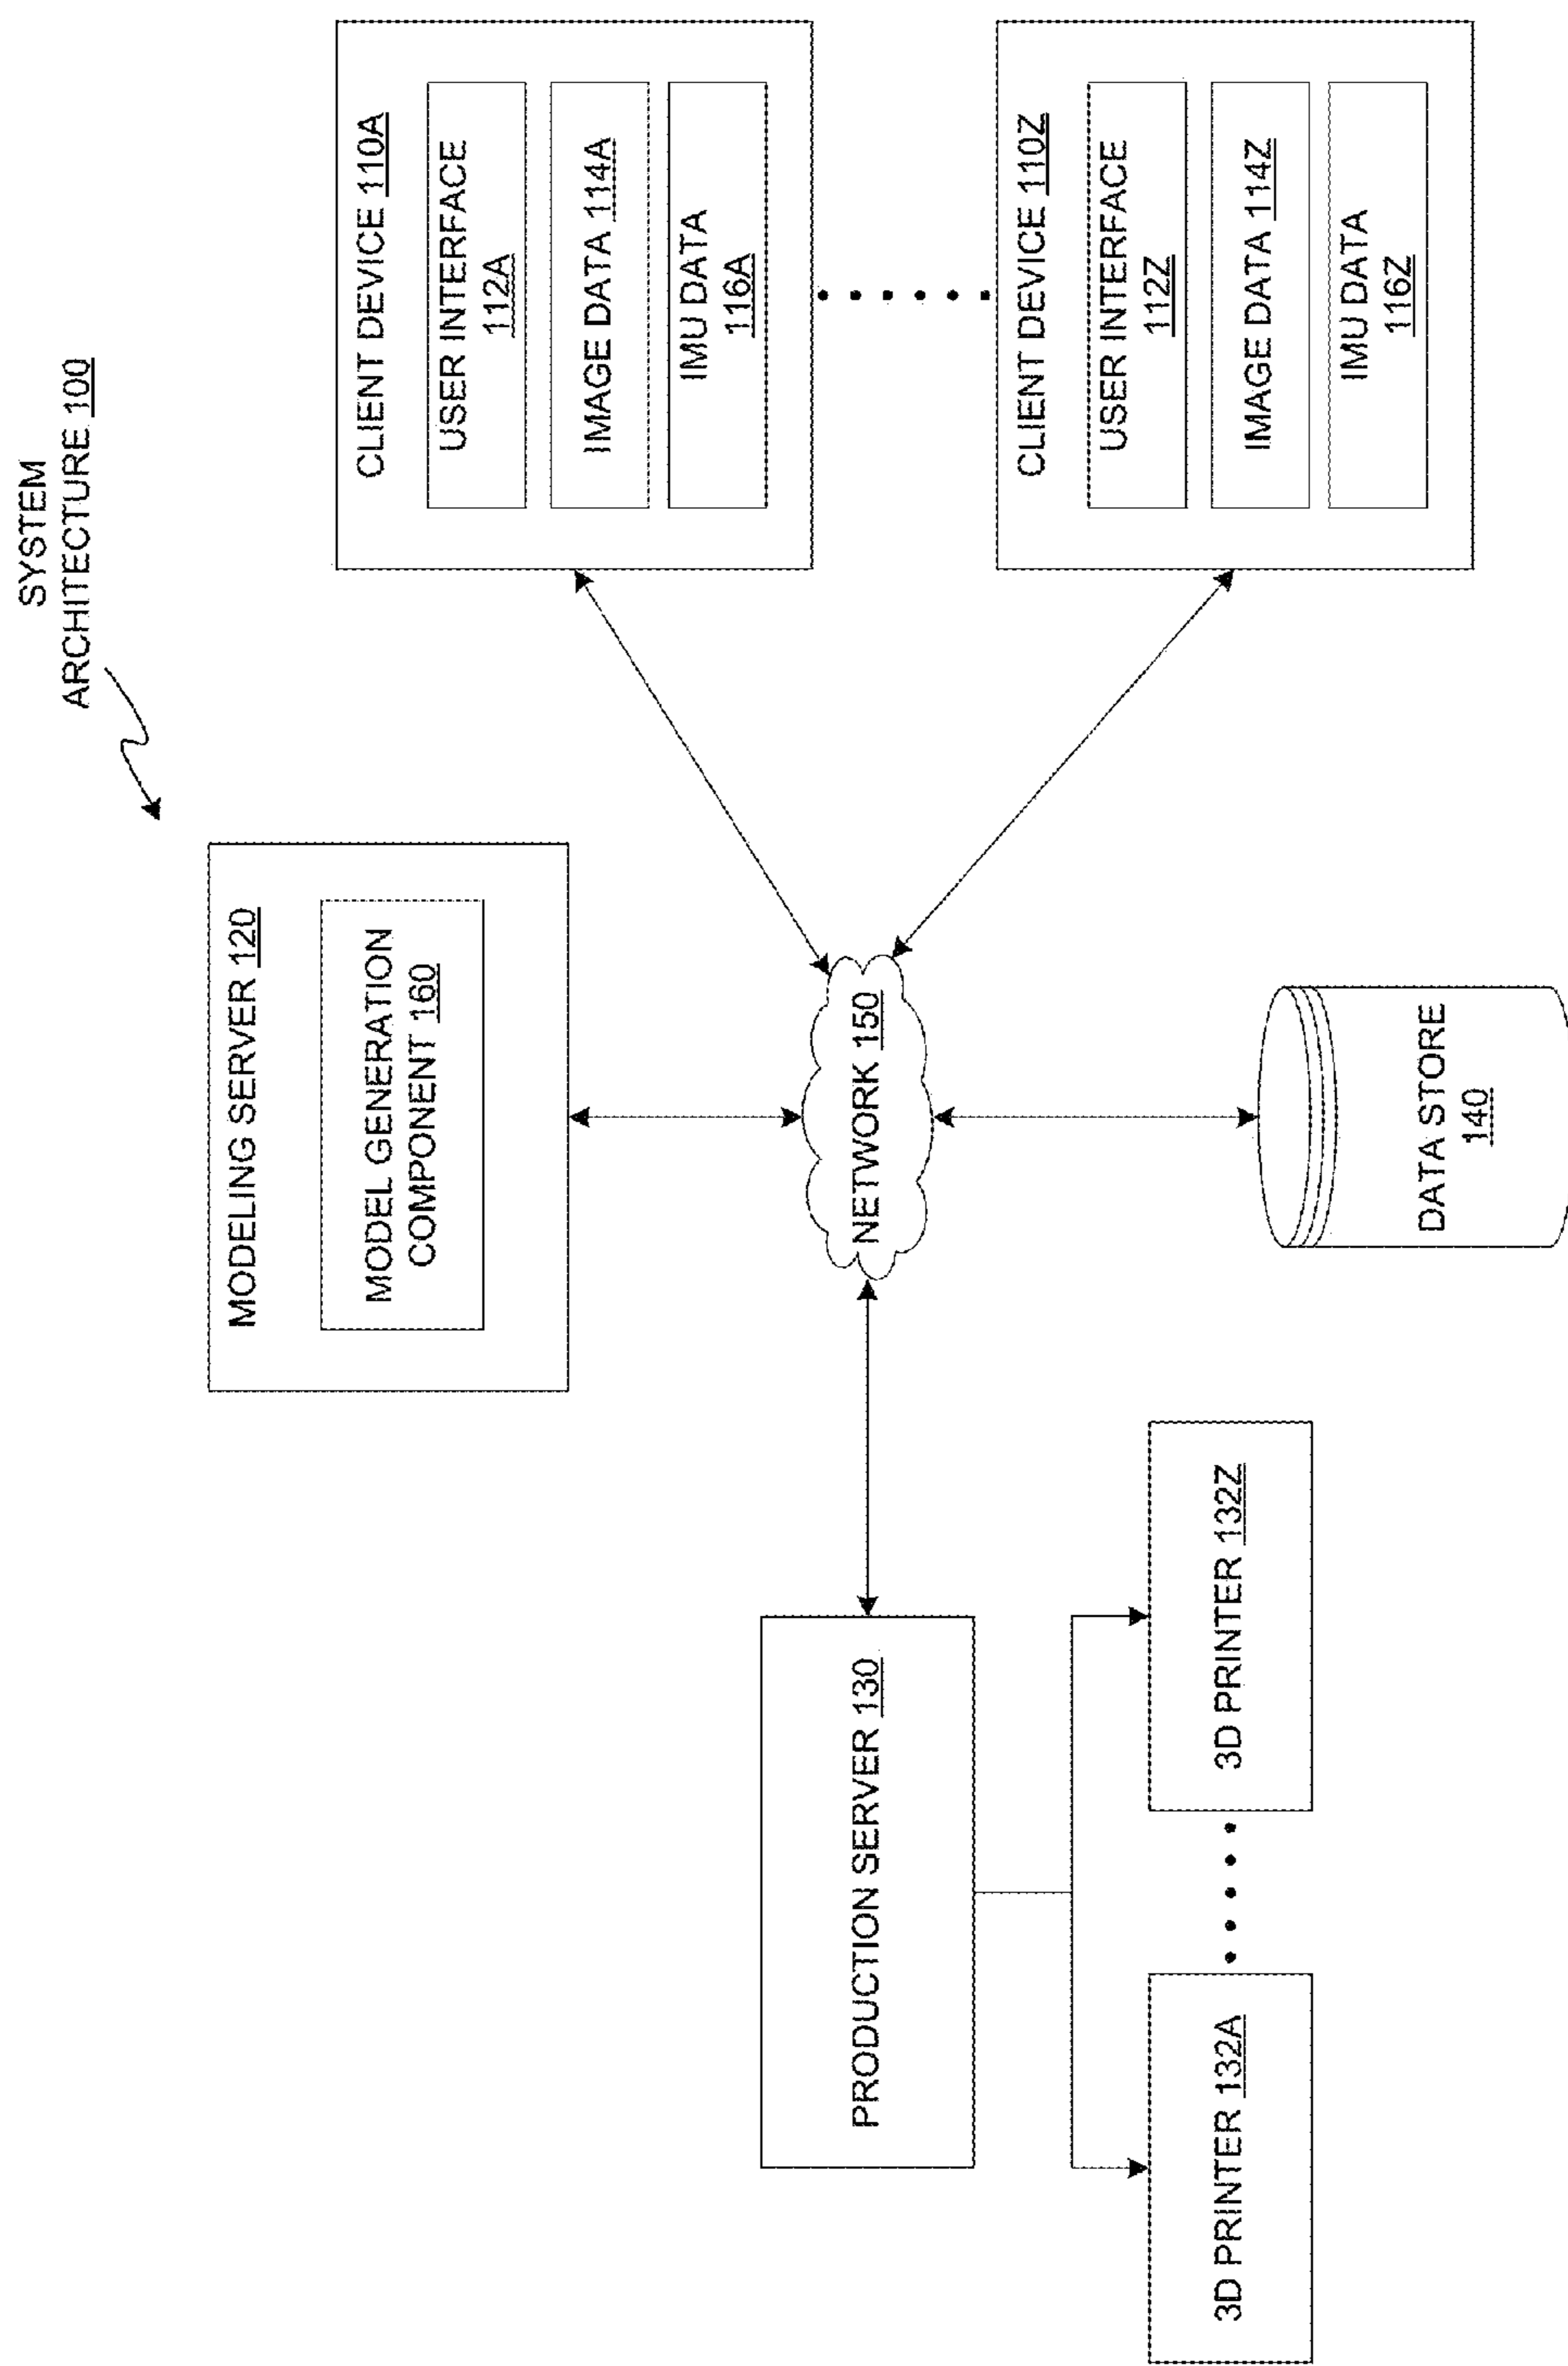 SYSTEM
ARCHITECTURE 100
MODELING SERVER 120
MODEL GENERATION
COMPONENT 160
CLIENT DEVICE 110A
USER INTERFACE
112A
IMAGE DATA 114A
IMU DATA
116A
PRODUCTION SERVER 130
NETWORK 150
CLIENT DEVICE 110Z
USER INTERFACE
112Z
IMAGE DATA 114Z
IMU DATA
116Z
3D PRINTER 132A
3D PRINTER 132Z
DATA STORE
140